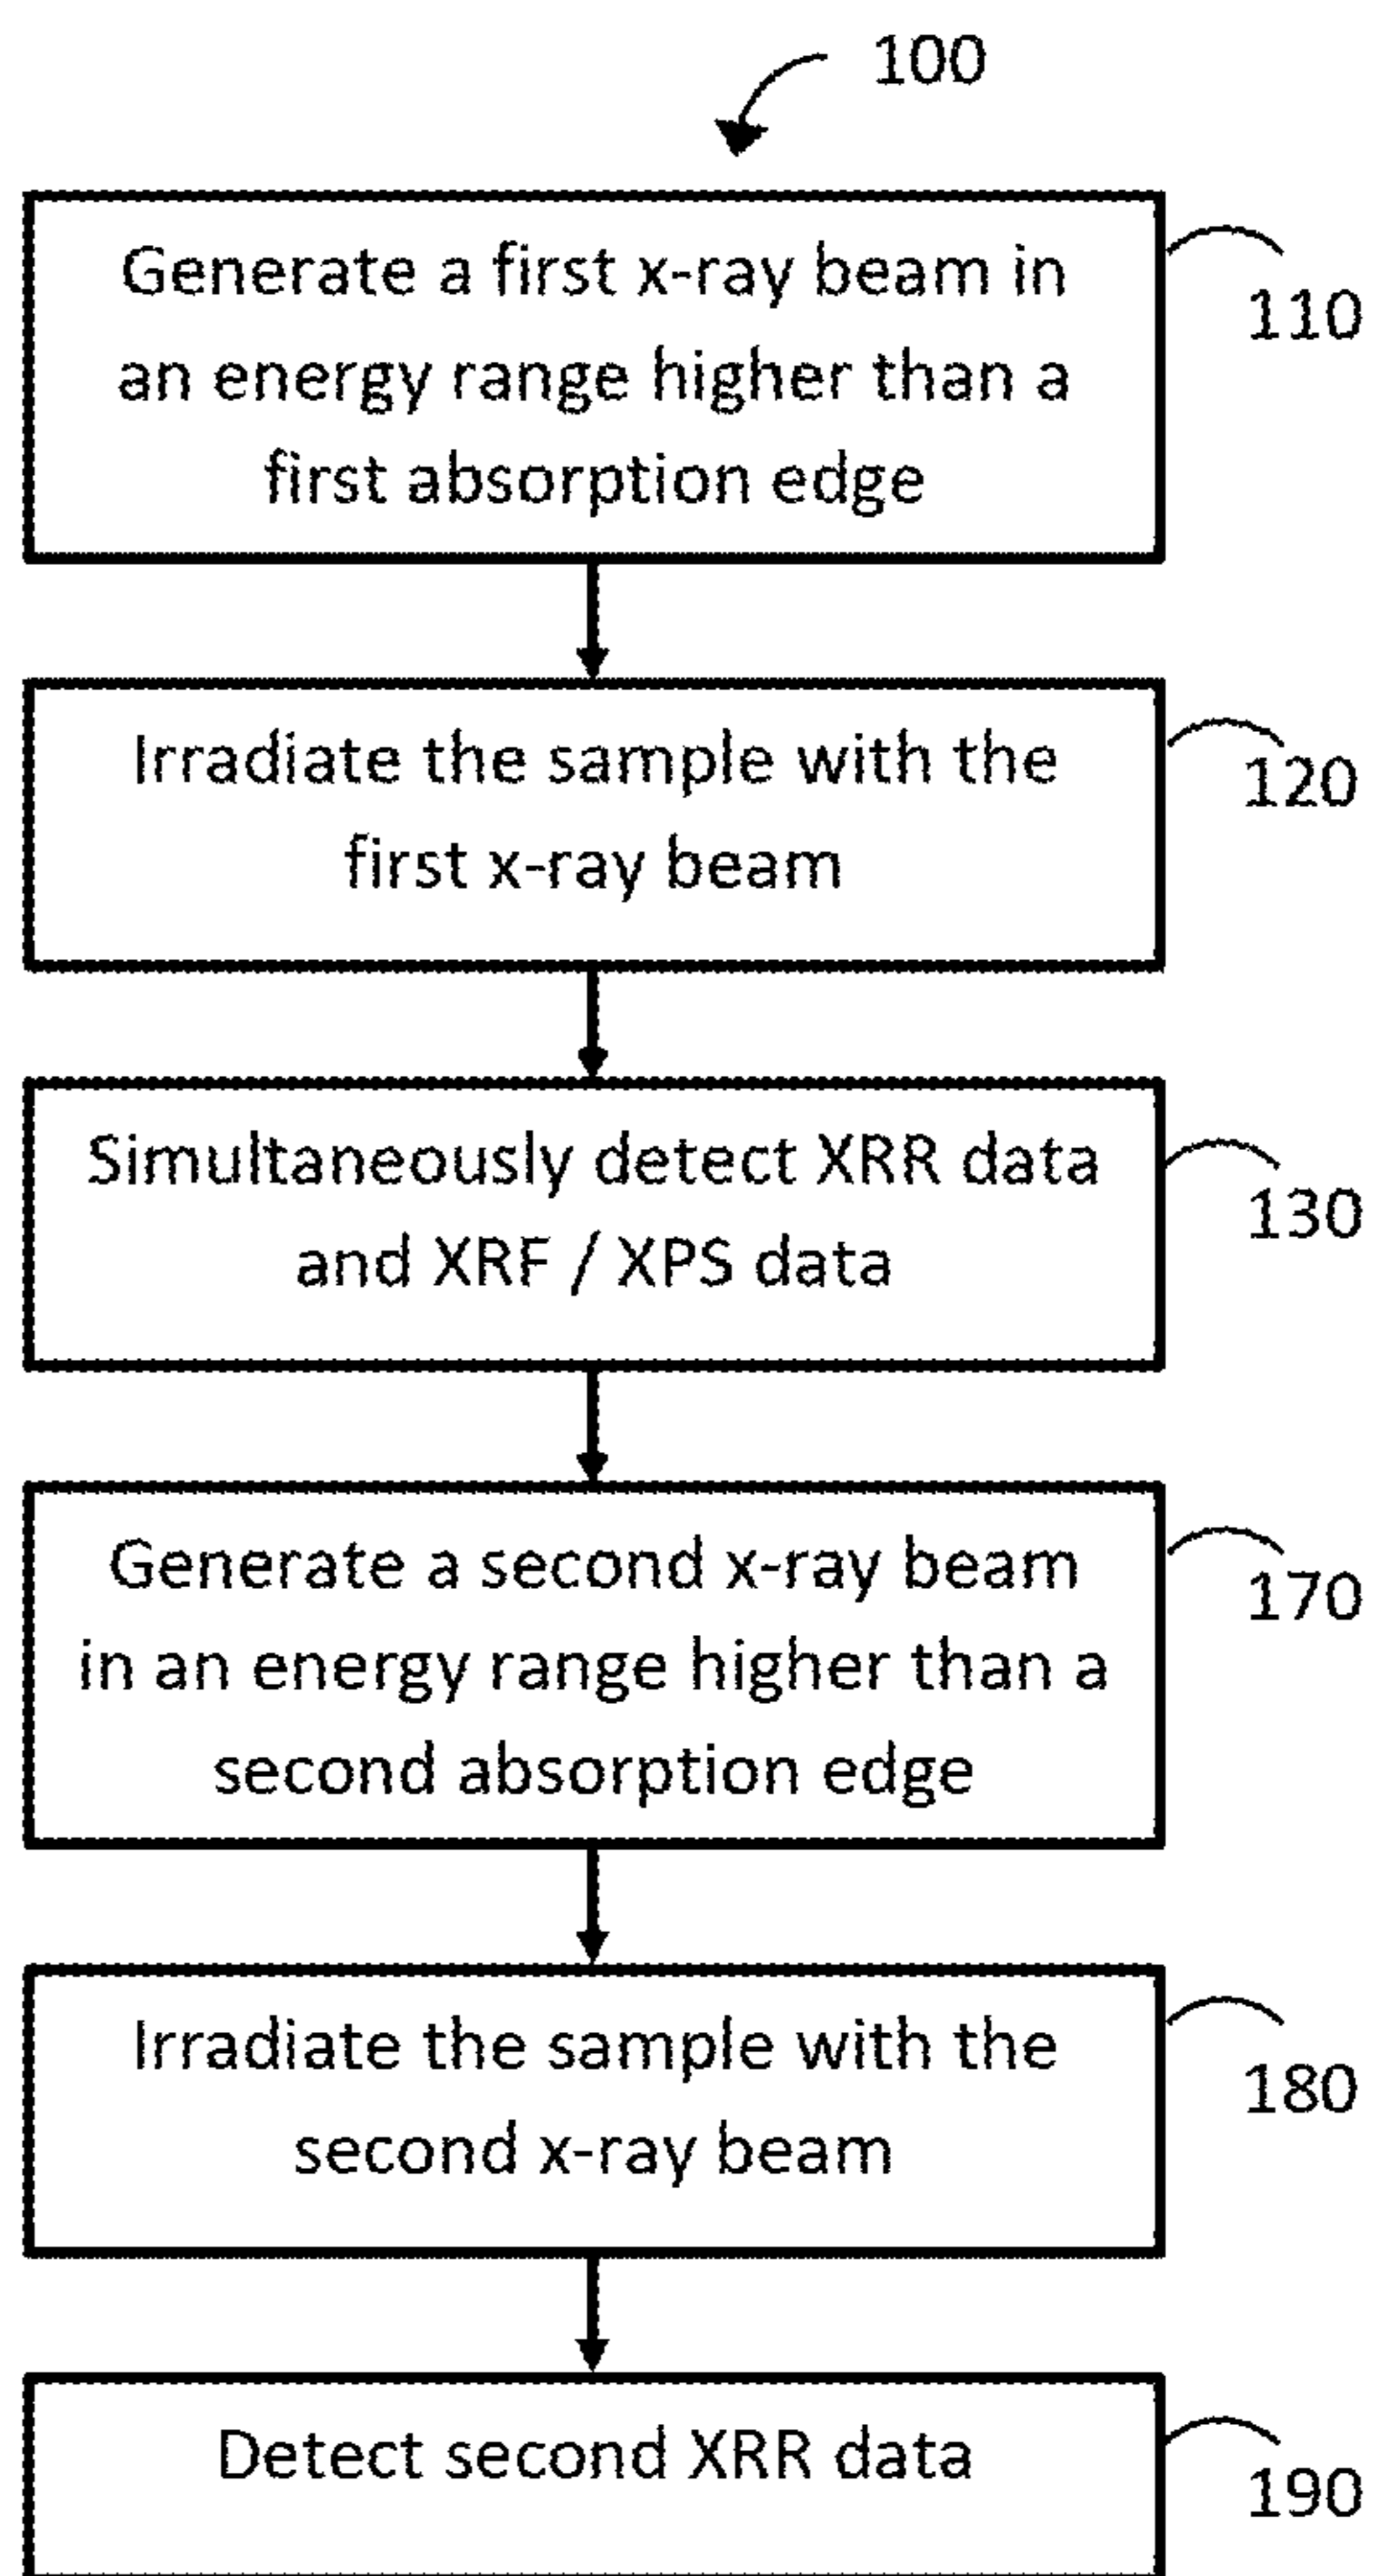 100
Generate a first x-ray beam in
an energy range higher than a
first absorption edge
110
Irradiate the sample with the
first x-ray beam
120
Simultaneously detect XRR data
and XRF / XPS data
130
Generate a second x-ray beam
in an energy range higher than a
second absorption edge
170
Irradiate the sample with the
second x-ray beam
180
Detect second XRR data
190